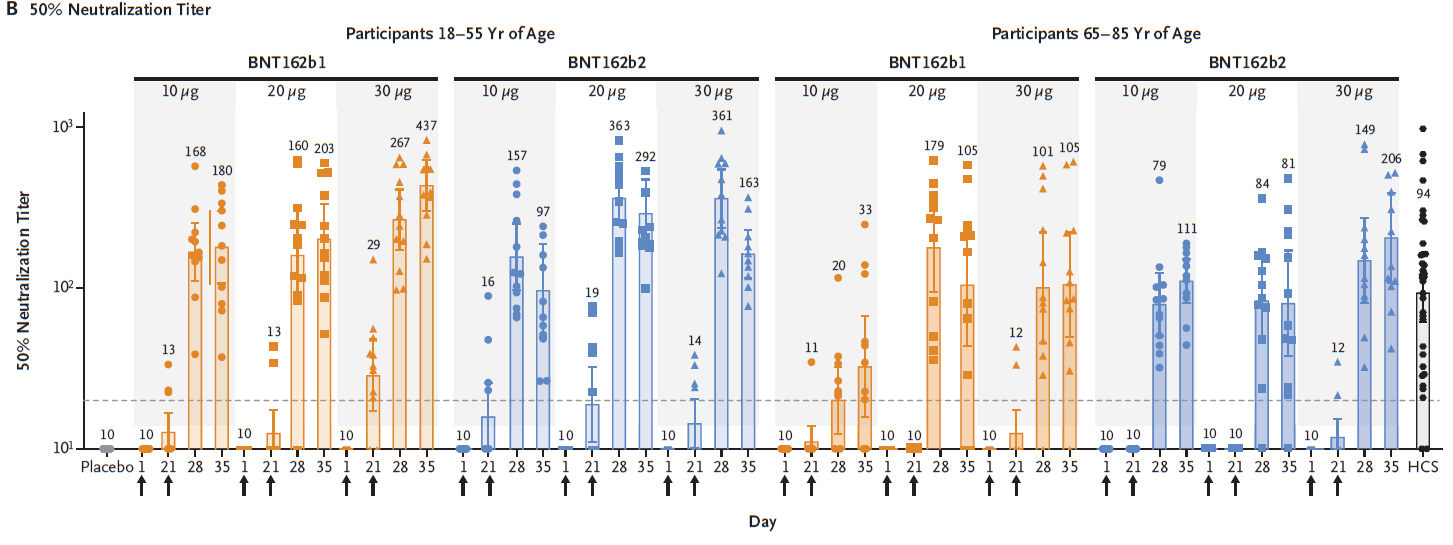 B 50% Neutralization Titer
Participants 18–55 Yr of Age
Participants 65–85 Yr of Age
BNT162b1
BNT162b2
BNT162b1
BNT162b2
10 µg 20 µg 30 µg 10 µg 20 µg 30 µg 10 µg 20 µg 30 µg 10 µg 20 µg 30 µg
50% Neutralization Titer
10³
10²
10¹
10 10 13 168 180 10 13 160 203 10 29 267 437 10 16 157 97 10 19 363 292 10 14 361 163 10 11 20 33 10 10 179 105 10 12 101 105 10 10 79 111 10 10 84 81 10 12 149 206 94
Placebo 1 21 28 35 1 21 28 35 1 21 28 35 1 21 28 35 1 21 28 35 1 21 28 35 1 21 28 35 1 21 28 35 1 21 28 35 1 21 28 35 1 21 28 35 1 21 28 35 HCS
Day